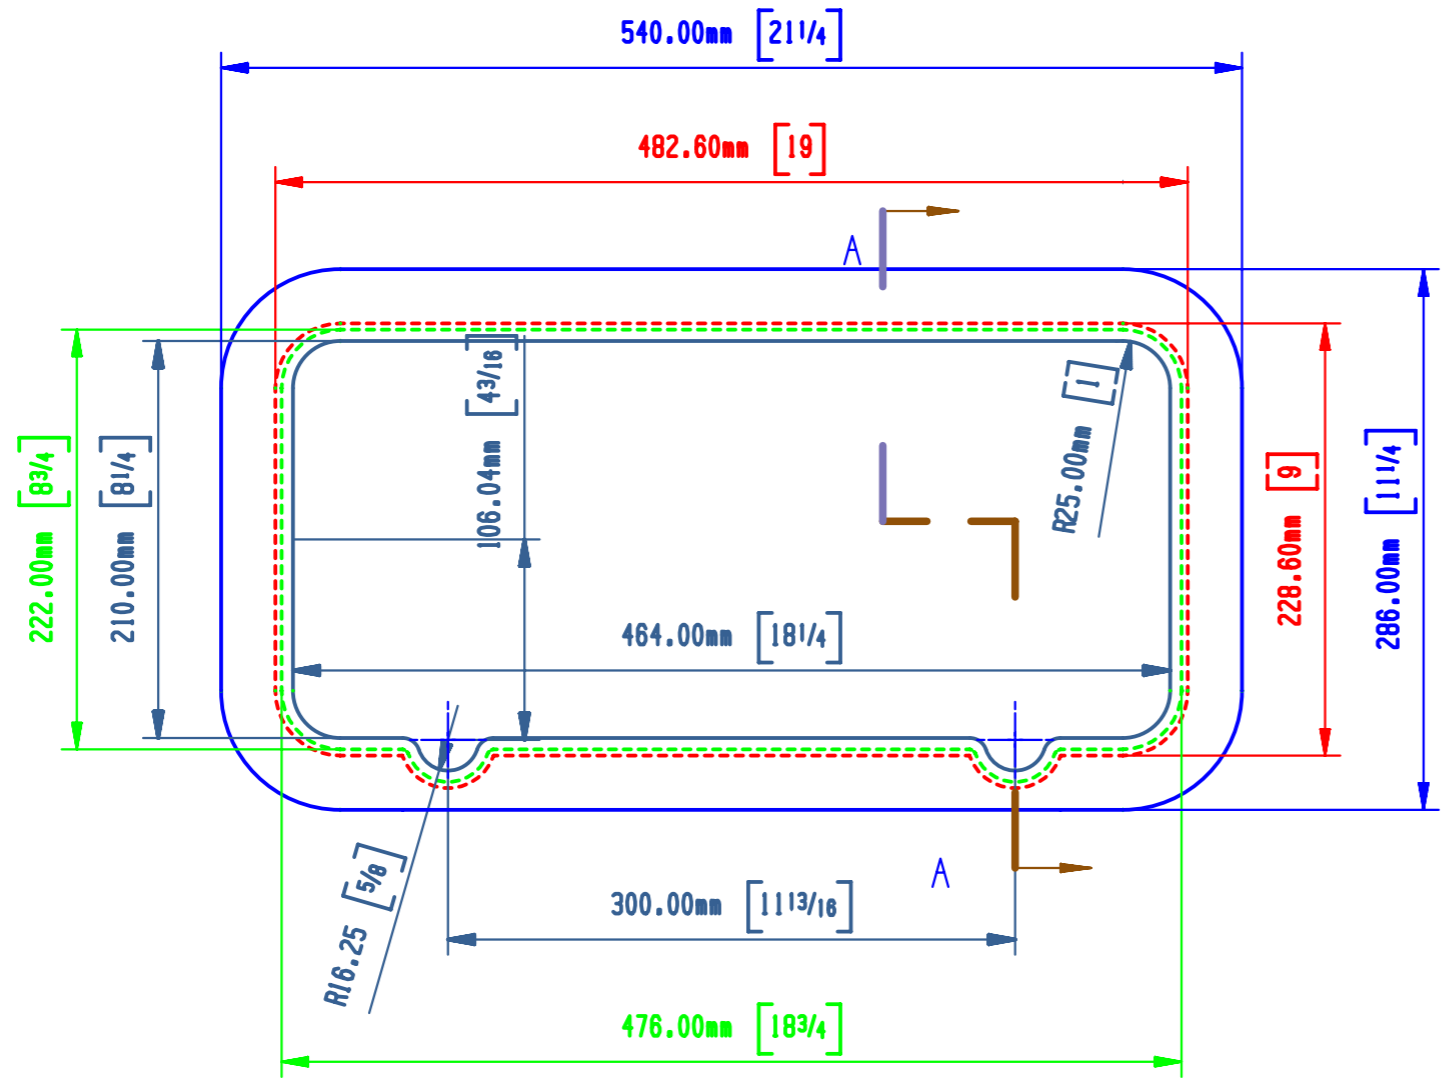 540.00mm [21 1/4]
482.60mm [19]
A
[4 3/16]
106.04mm
R25.00mm [1]
222.00mm [8 3/4]
210.00mm [8 1/4]
228.60mm [9]
286.00mm [11 1/4]
464.00mm [18 1/4]
A
300.00mm [11 13/16]
R16.25 [5/8]
476.00mm [18 3/4]